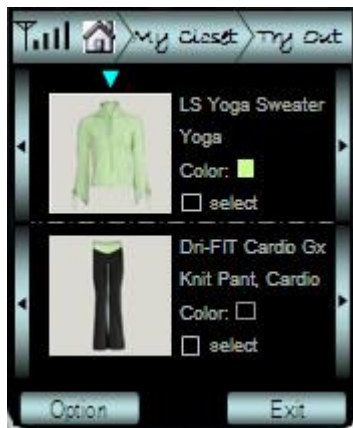 My Closet Try Out
LS Yoga Sweater
Yoga
Color:
select
Dri-FIT Cardio Gx
Knit Pant, Cardio
Color:
select
Option Exit